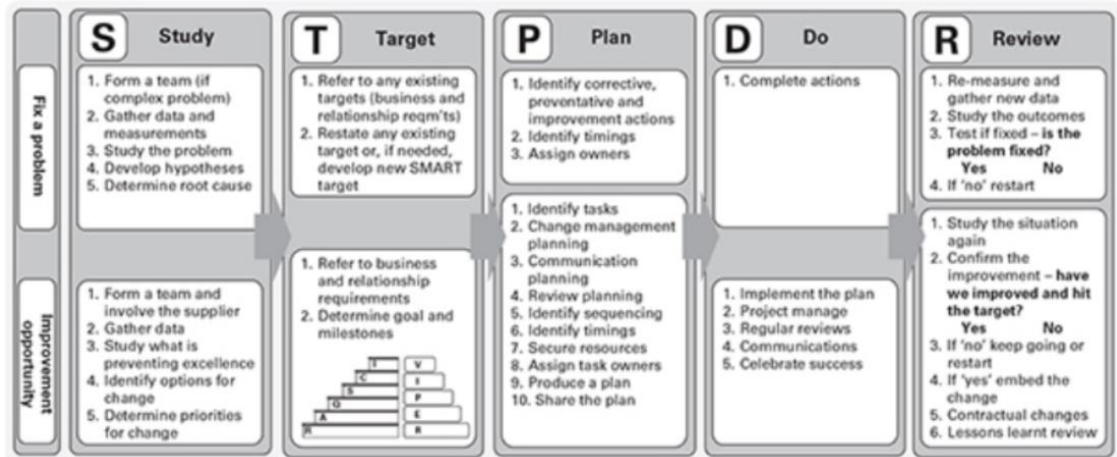 S Study
T Target
P Plan
D Do
R Review
Fix a problem
1. Form a team (if
complex problem)
2. Gather data and
measurements
3. Study the problem
4. Develop hypotheses
5. Determine root cause
1. Refer to any existing
targets (business and
relationship reqm'ts)
2. Restate any existing
target or, if needed,
develop new SMART
target
1. Identify corrective,
preventative and
improvement actions
2. Identify timings
3. Assign owners
1. Complete actions
1. Re-measure and
gather new data
2. Study the outcomes
3. Test if fixed – is the
problem fixed?
Yes No
4. If 'no' restart
Improvement
opportunity
1. Form a team and
involve the supplier
2. Gather data
3. Study what is
preventing excellence
4. Identify options for
change
5. Determine priorities
for change
1. Refer to business
and relationship
requirements
2. Determine goal and
milestones
I V
C I
S P
Q E
A R
R
1. Identify tasks
2. Change management
planning
3. Communication
planning
4. Review planning
5. Identify sequencing
6. Identify timings
7. Secure resources
8. Assign task owners
9. Produce a plan
10. Share the plan
1. Implement the plan
2. Project manage
3. Regular reviews
4. Communications
5. Celebrate success
1. Study the situation
again
2. Confirm the
improvement – have
we improved and hit
the target?
Yes No
3. If 'no' keep going or
restart
4. If 'yes' embed the
change
5. Contractual changes
6. Lessons learnt review